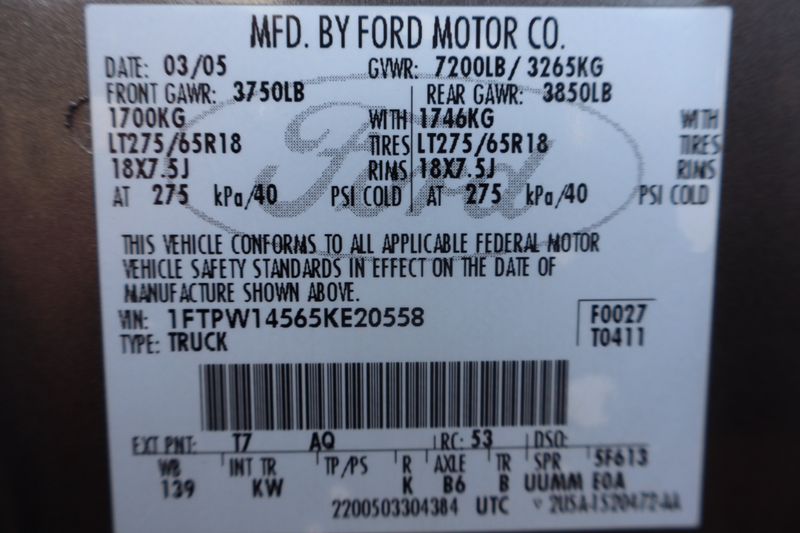 MFD. BY FORD MOTOR CO.
DATE: 03/05 GVWR: 7200LB/ 3265KG
FRONT GAWR: 3750LB REAR GAWR: 3850LB
1700KG WITH 1746KG WITH
LT275/65R18 TIRES LT275/65R18 TIRES
18X7.5J RIMS 18X7.5J RIMS
AT 275 kPa/40 PSI COLD AT 275 kPa/40 PSI COLD
Ford
THIS VEHICLE CONFORMS TO ALL APPLICABLE FEDERAL MOTOR
VEHICLE SAFETY STANDARDS IN EFFECT ON THE DATE OF
MANUFACTURE SHOWN ABOVE.
VIN: 1FTPW14565KE20558 F0027
TYPE: TRUCK T0411
EXT PNT: T7 AQ RC: 53 DSO:
WB INT TR TP/PS R AXLE TR SPR 5F613
139 KW K B6 B UUMM E0A
2200503304384 UTC 2U5A-1520472-AA